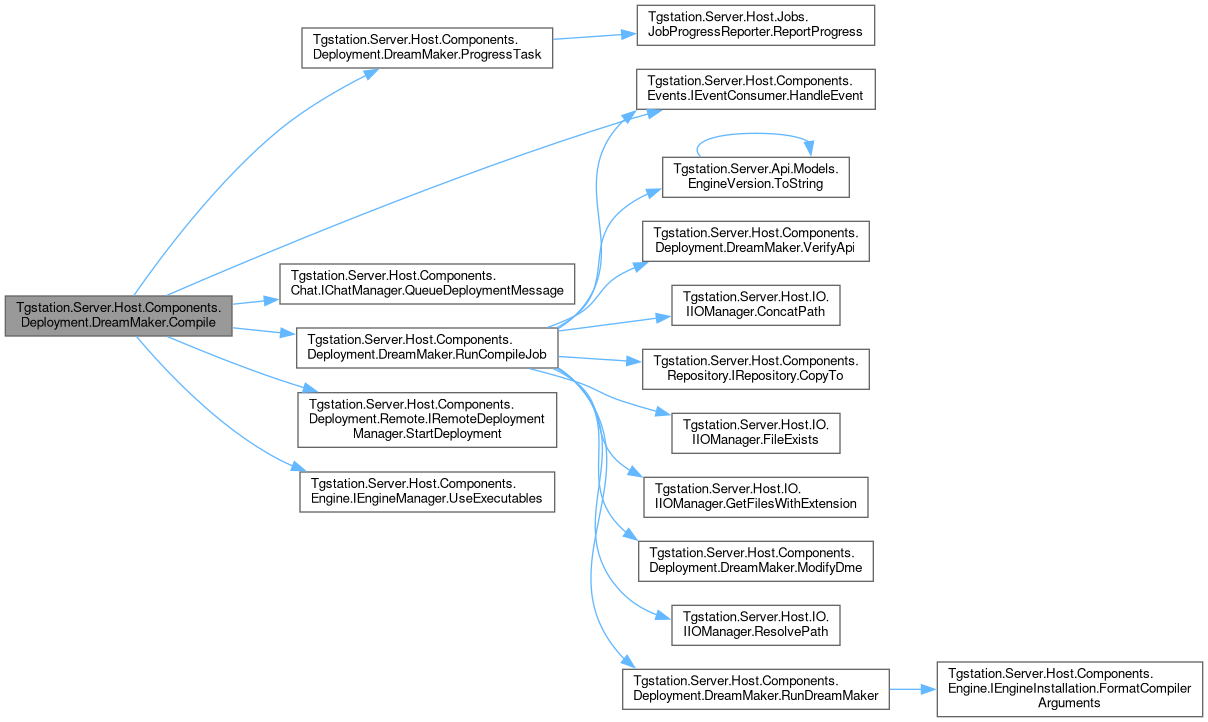 Tgstation.Server.Host.Components.
Deployment.DreamMaker.Compile
Tgstation.Server.Host.Components.
Deployment.DreamMaker.ProgressTask
Tgstation.Server.Host.Jobs.
JobProgressReporter.ReportProgress
Tgstation.Server.Host.Components.
Events.IEventConsumer.HandleEvent
Tgstation.Server.Host.Components.
Chat.IChatManager.QueueDeploymentMessage
Tgstation.Server.Host.Components.
Deployment.DreamMaker.RunCompileJob
Tgstation.Server.Host.Components.
Deployment.Remote.IRemoteDeployment
Manager.StartDeployment
Tgstation.Server.Host.Components.
Engine.IEngineManager.UseExecutables
Tgstation.Server.Api.Models.
EngineVersion.ToString
Tgstation.Server.Host.Components.
Deployment.DreamMaker.VerifyApi
Tgstation.Server.Host.IO.
IIOManager.ConcatPath
Tgstation.Server.Host.Components.
Repository.IRepository.CopyTo
Tgstation.Server.Host.IO.
IIOManager.FileExists
Tgstation.Server.Host.IO.
IIOManager.GetFilesWithExtension
Tgstation.Server.Host.Components.
Deployment.DreamMaker.ModifyDme
Tgstation.Server.Host.IO.
IIOManager.ResolvePath
Tgstation.Server.Host.Components.
Deployment.DreamMaker.RunDreamMaker
Tgstation.Server.Host.Components.
Engine.IEngineInstallation.FormatCompiler
Arguments